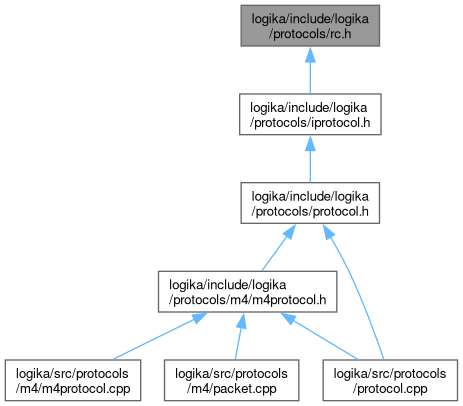 logika/include/logika
/protocols/rc.h
logika/include/logika
/protocols/iprotocol.h
logika/include/logika
/protocols/protocol.h
logika/include/logika
/protocols/m4/m4protocol.h
logika/src/protocols
/m4/m4protocol.cpp
logika/src/protocols
/m4/packet.cpp
logika/src/protocols
/protocol.cpp